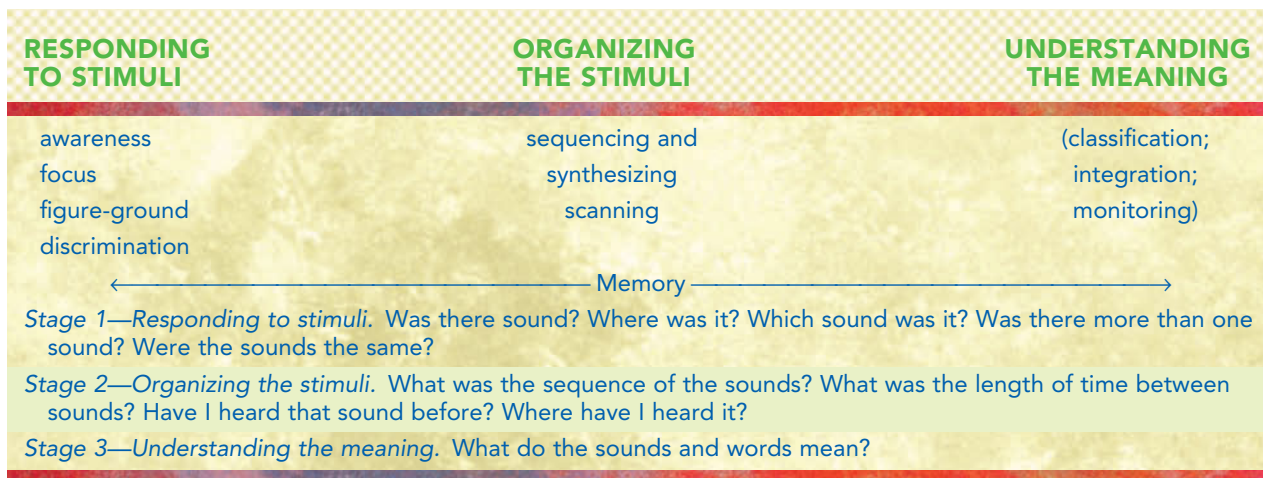 RESPONDING TO STIMULI
ORGANIZING THE STIMULI
UNDERSTANDING THE MEANING
awareness
focus
figure-ground
discrimination
sequencing and
synthesizing
scanning
(classification;
integration;
monitoring)
Memory
Stage 1—Responding to stimuli. Was there sound? Where was it? Which sound was it? Was there more than one
sound? Were the sounds the same?
Stage 2—Organizing the stimuli. What was the sequence of the sounds? What was the length of time between
sounds? Have I heard that sound before? Where have I heard it?
Stage 3—Understanding the meaning. What do the sounds and words mean?